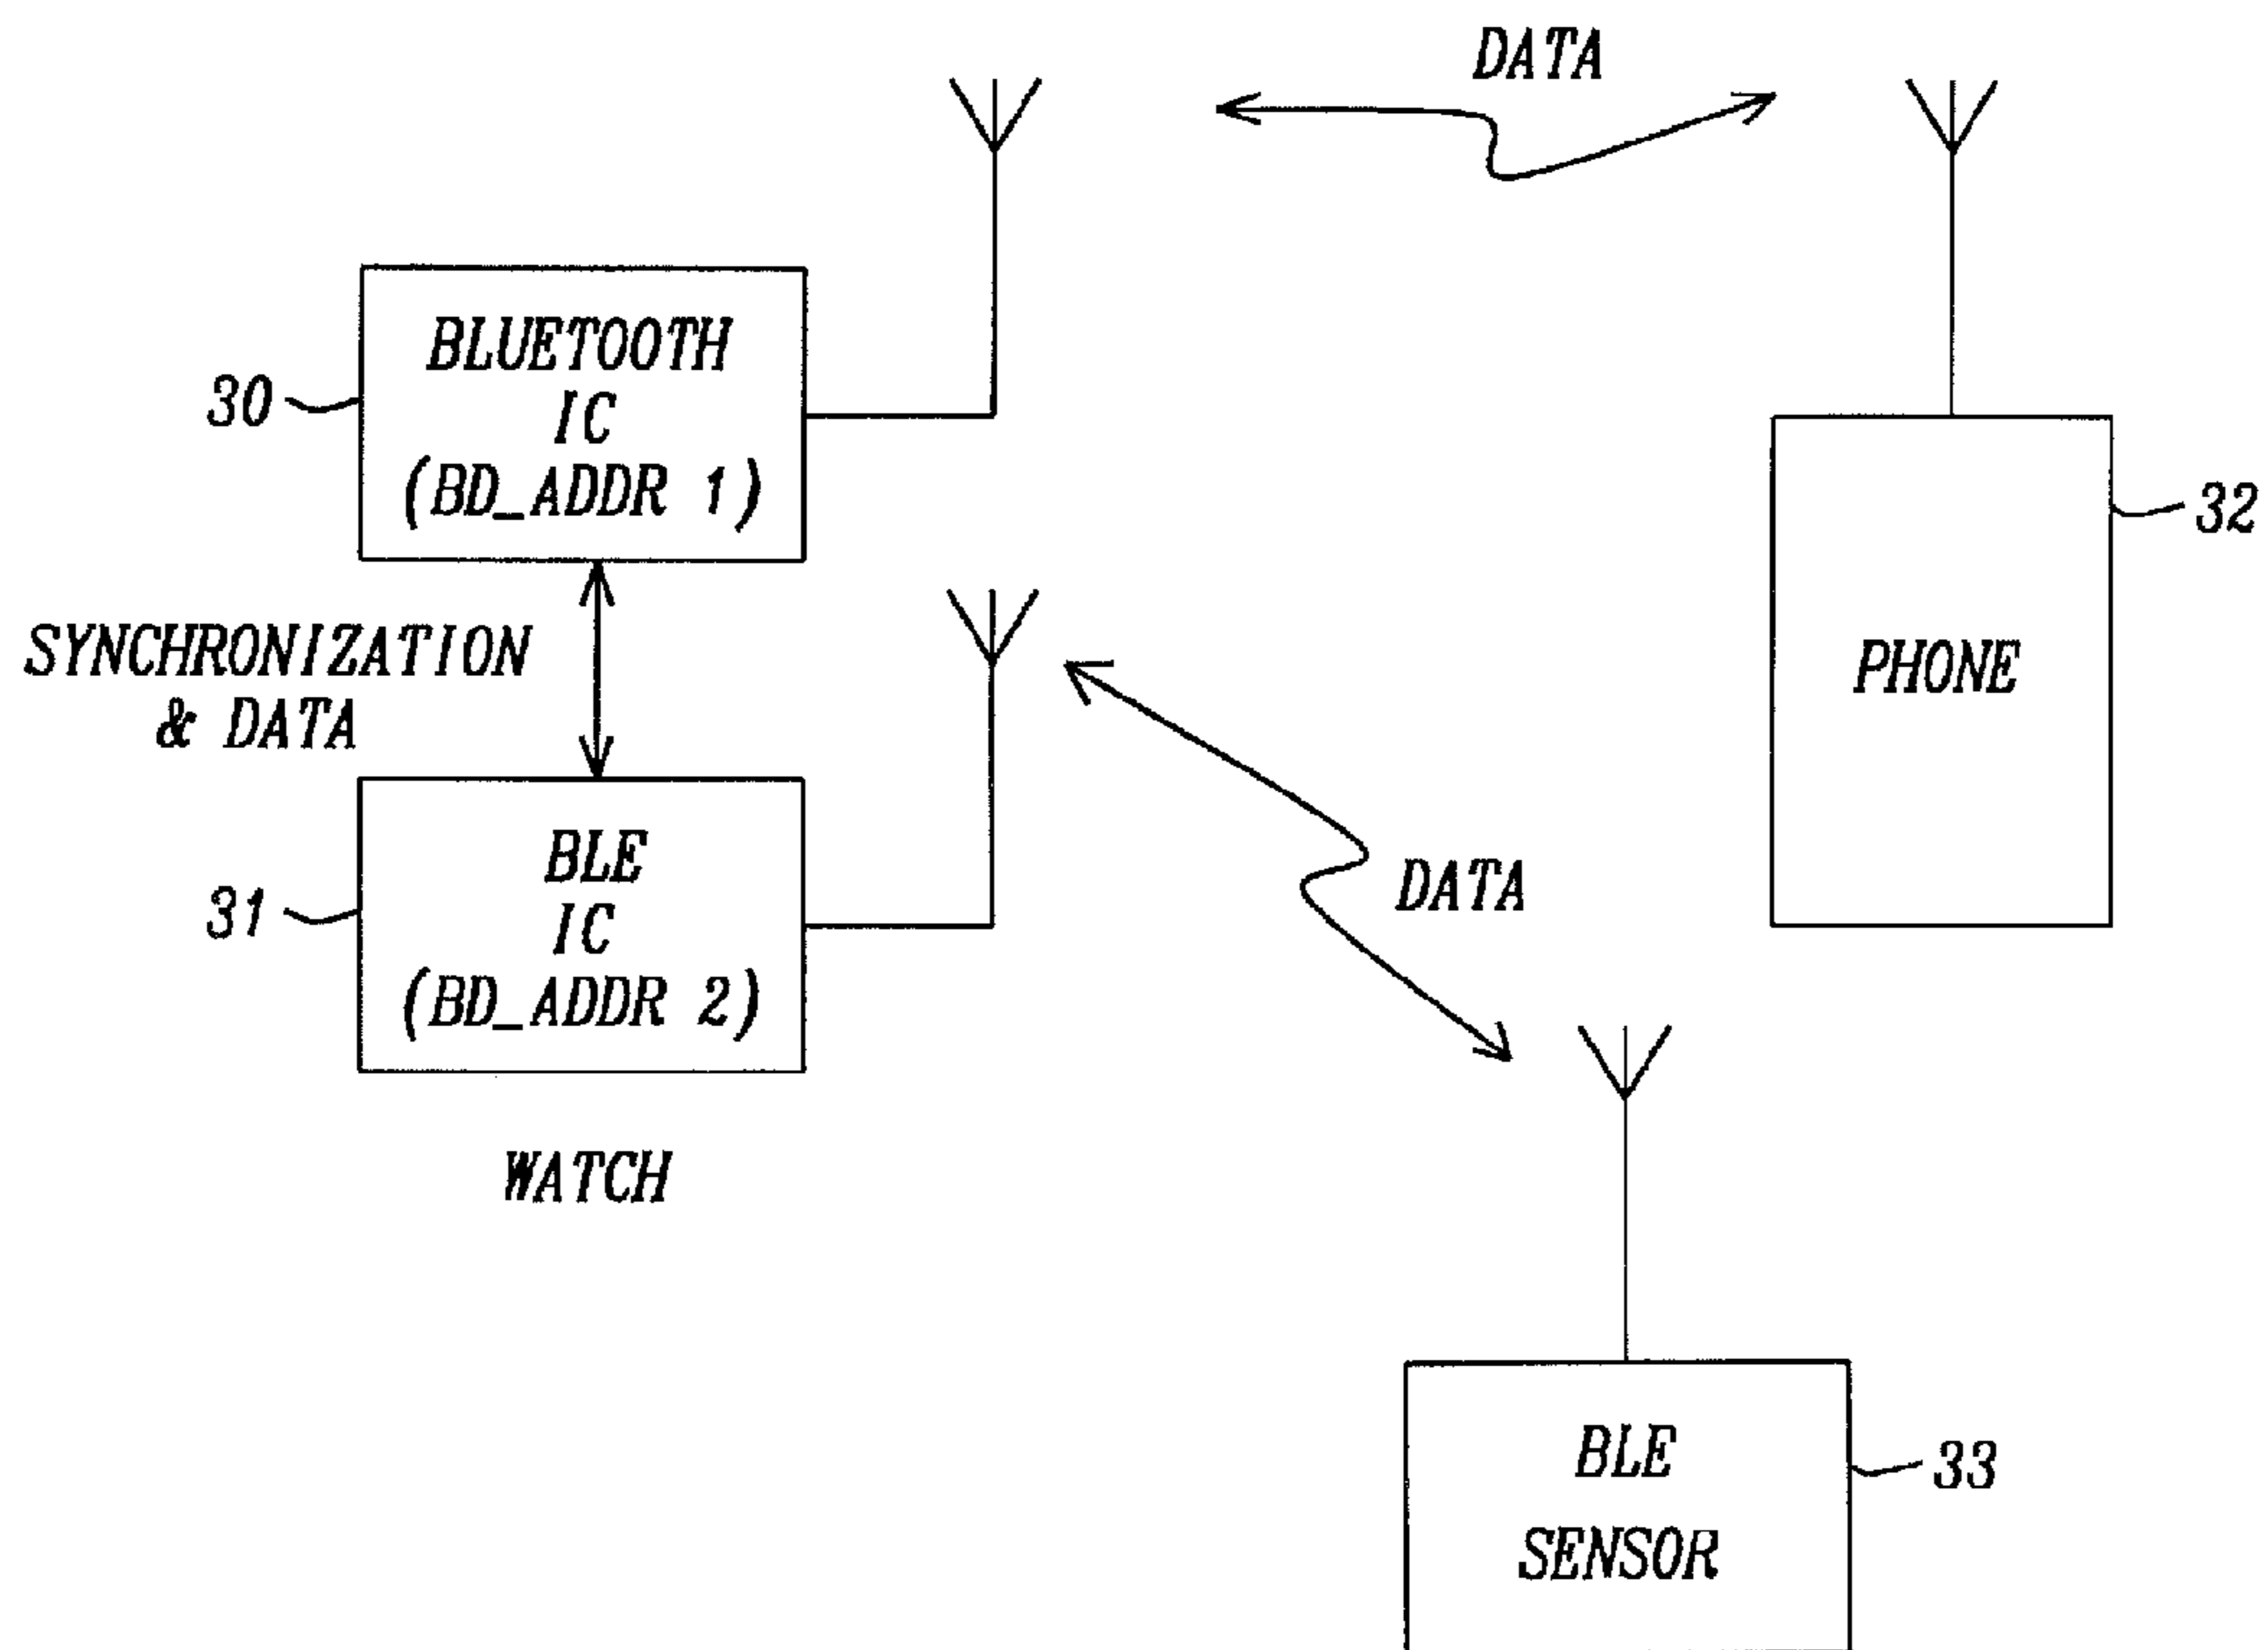 DATA
BLUETOOTH
IC
(BD_ADDR 1)
30
32
SYNCHRONIZATION
& DATA
PHONE
BLE
IC
(BD_ADDR 2)
31
DATA
WATCH
BLE
SENSOR
33